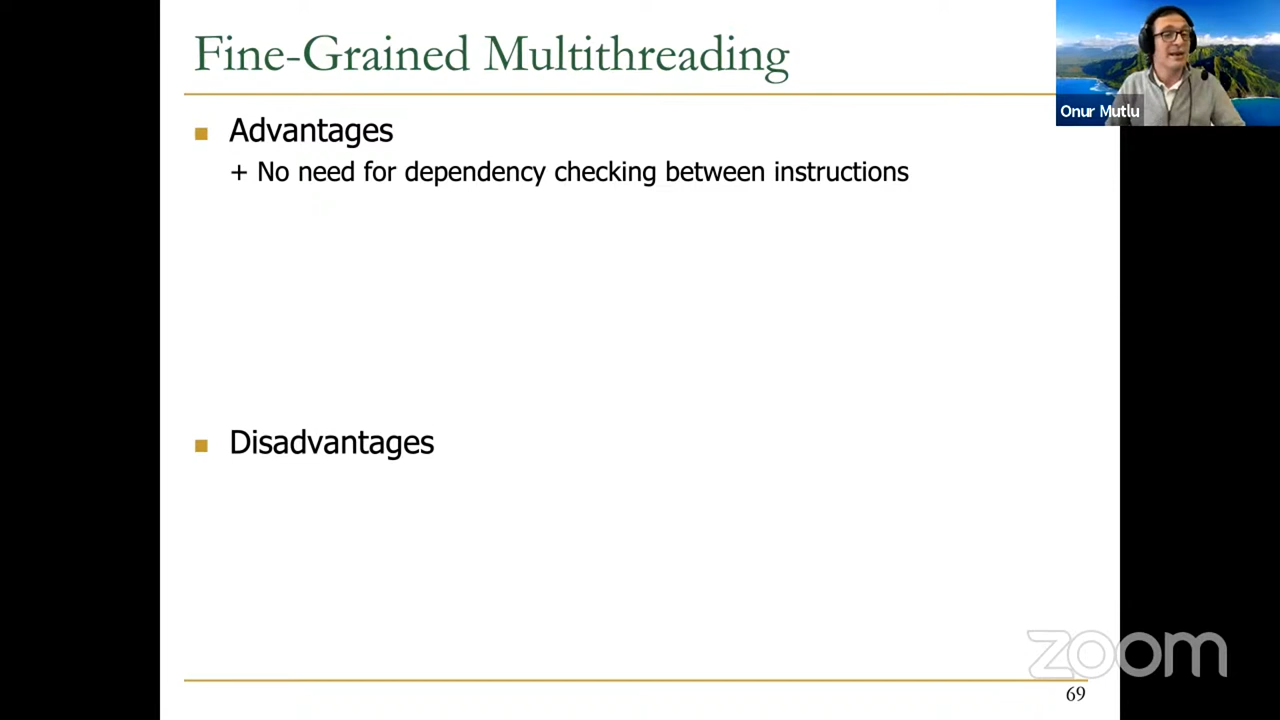 Fine-Grained Multithreading
Onur Mutlu
■ Advantages
+ No need for dependency checking between instructions
■ Disadvantages
zoom
69